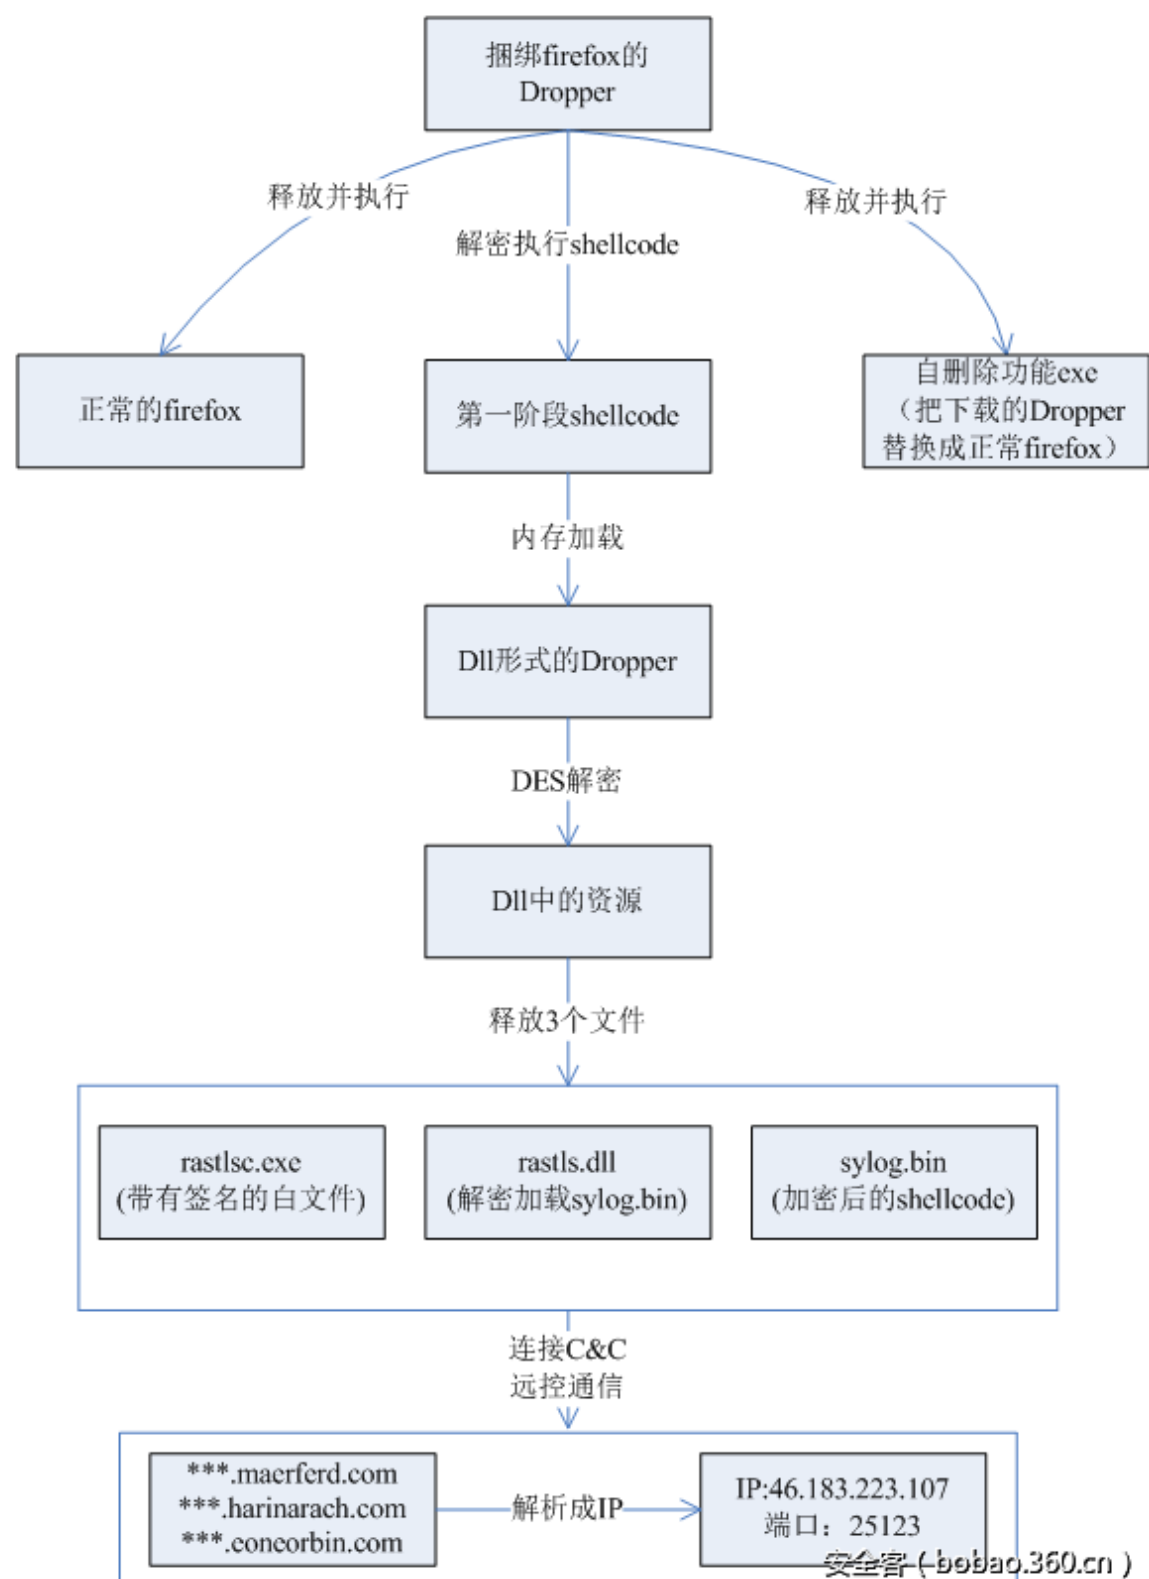 捆绑firefox的
Dropper
释放并执行
解密执行shellcode
释放并执行
正常的firefox
第一阶段shellcode
自删除功能exe
（把下载的Dropper
替换成正常firefox）
内存加载
Dll形式的Dropper
DES解密
Dll中的资源
释放3个文件
rastlsc.exe
(带有签名的白文件)
rastls.dll
(解密加载sylog.bin)
sylog.bin
(加密后的shellcode)
连接C&C
远控通信
***.maerferd.com
***.harinarach.com
***.eoneorbin.com
解析成IP
IP:46.183.223.107
端口：25123
安全客 ( bobao.360.cn )